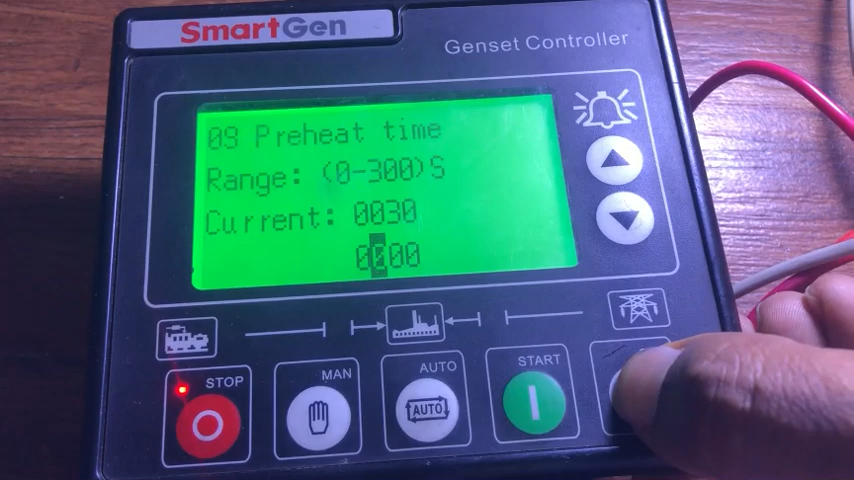 SmartGen
Genset Controller
09 Preheat time
Range: (0-300)S
Current: 0030
0000
STOP
MAN
AUTO
START
AUTO